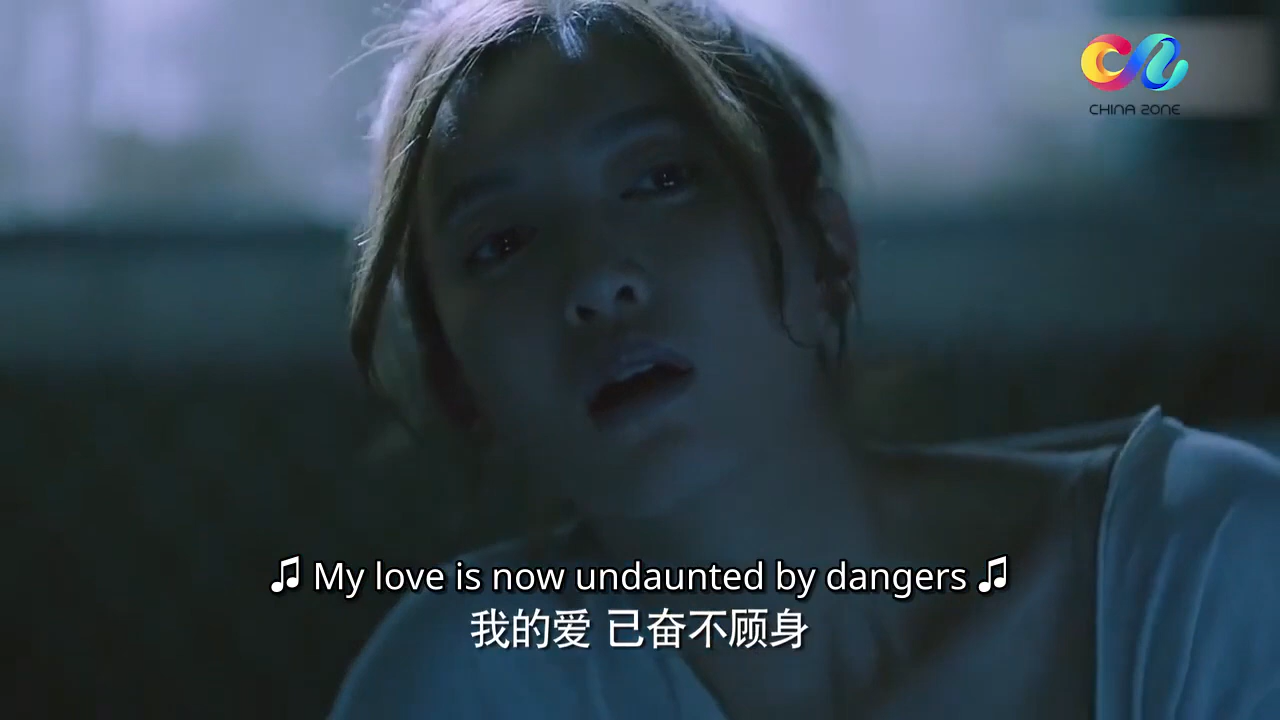 CHINA ZONE
♫ My love is now undaunted by dangers ♫
我的爱 已奋不顾身